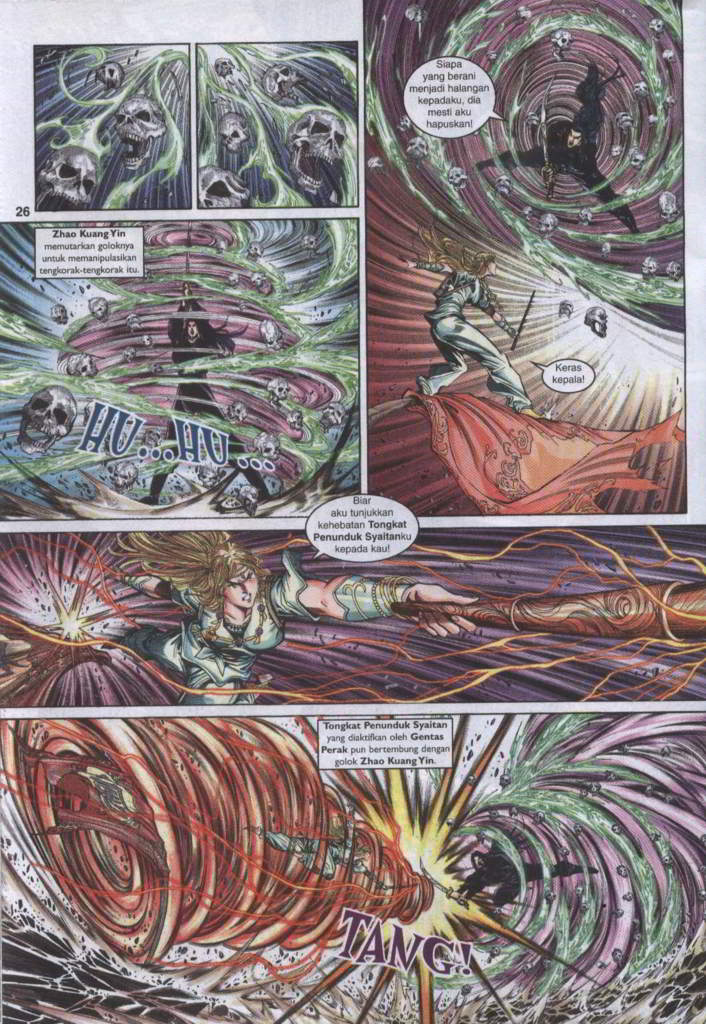 26
Zhao Kuang Yin
memutarkan goloknya
untuk memanipulasikan
tengkorak-tengkorak itu.
HU...HU...
Siapa
yang berani
menjadi halangan
kepadaku, dia
mesti aku
hapuskan!
Keras
kepala!
Biar
aku tunjukkan
kehebatan Tongkat
Penunduk Syaitanku
kepada kau!
Tongkat Penunduk Syaitan
yang diaktifkan oleh Gentas
Perak pun bertembung dengan
golok Zhao Kuang Yin.
TANG!